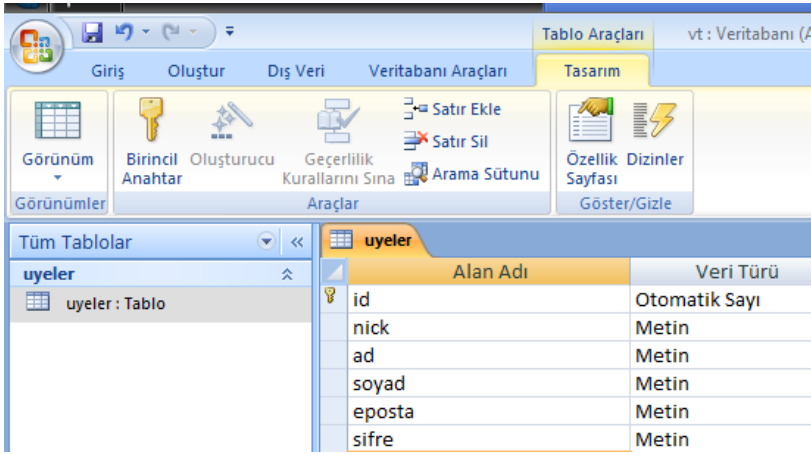 Tablo Araçları vt : Veritabanı (A
Giriş Oluştur Dış Veri Veritabanı Araçları Tasarım
Görünüm
Birincil Anahtar
Oluşturucu
Geçerlilik Kurallarını Sına
Satır Ekle
Satır Sil
Arama Sütunu
Özellik Sayfası
Dizinler
Görünümler Araçlar Göster/Gizle
Tüm Tablolar
uyeler
uyeler : Tablo
uyeler
Alan Adı Veri Türü
id Otomatik Sayı
nick Metin
ad Metin
soyad Metin
eposta Metin
sifre Metin